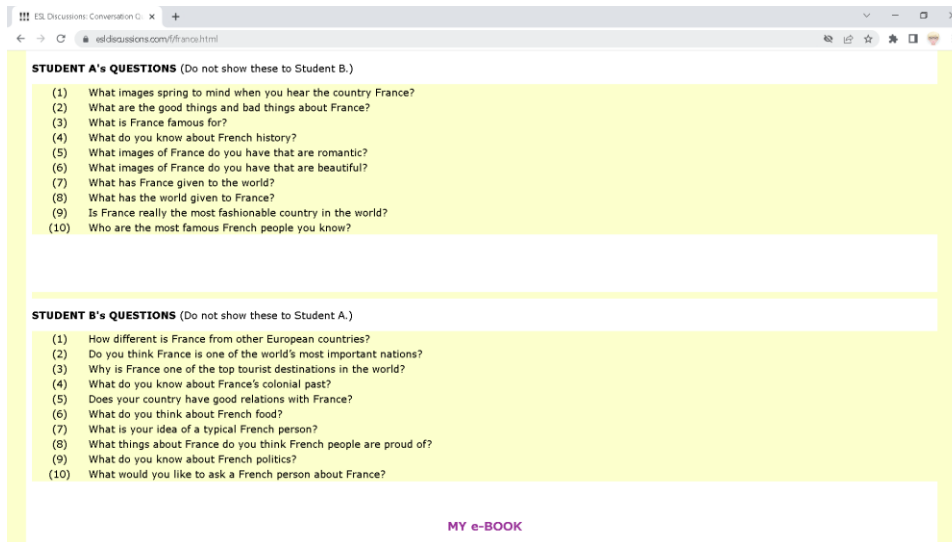 ESL Discussions: Conversation Q
esldiscussions.com/f/france.html
STUDENT A's QUESTIONS (Do not show these to Student B.)
(1) What images spring to mind when you hear the country France?
(2) What are the good things and bad things about France?
(3) What is France famous for?
(4) What do you know about French history?
(5) What images of France do you have that are romantic?
(6) What images of France do you have that are beautiful?
(7) What has France given to the world?
(8) What has the world given to France?
(9) Is France really the most fashionable country in the world?
(10) Who are the most famous French people you know?
STUDENT B's QUESTIONS (Do not show these to Student A.)
(1) How different is France from other European countries?
(2) Do you think France is one of the world's most important nations?
(3) Why is France one of the top tourist destinations in the world?
(4) What do you know about France's colonial past?
(5) Does your country have good relations with France?
(6) What do you think about French food?
(7) What is your idea of a typical French person?
(8) What things about France do you think French people are proud of?
(9) What do you know about French politics?
(10) What would you like to ask a French person about France?
MY e-BOOK